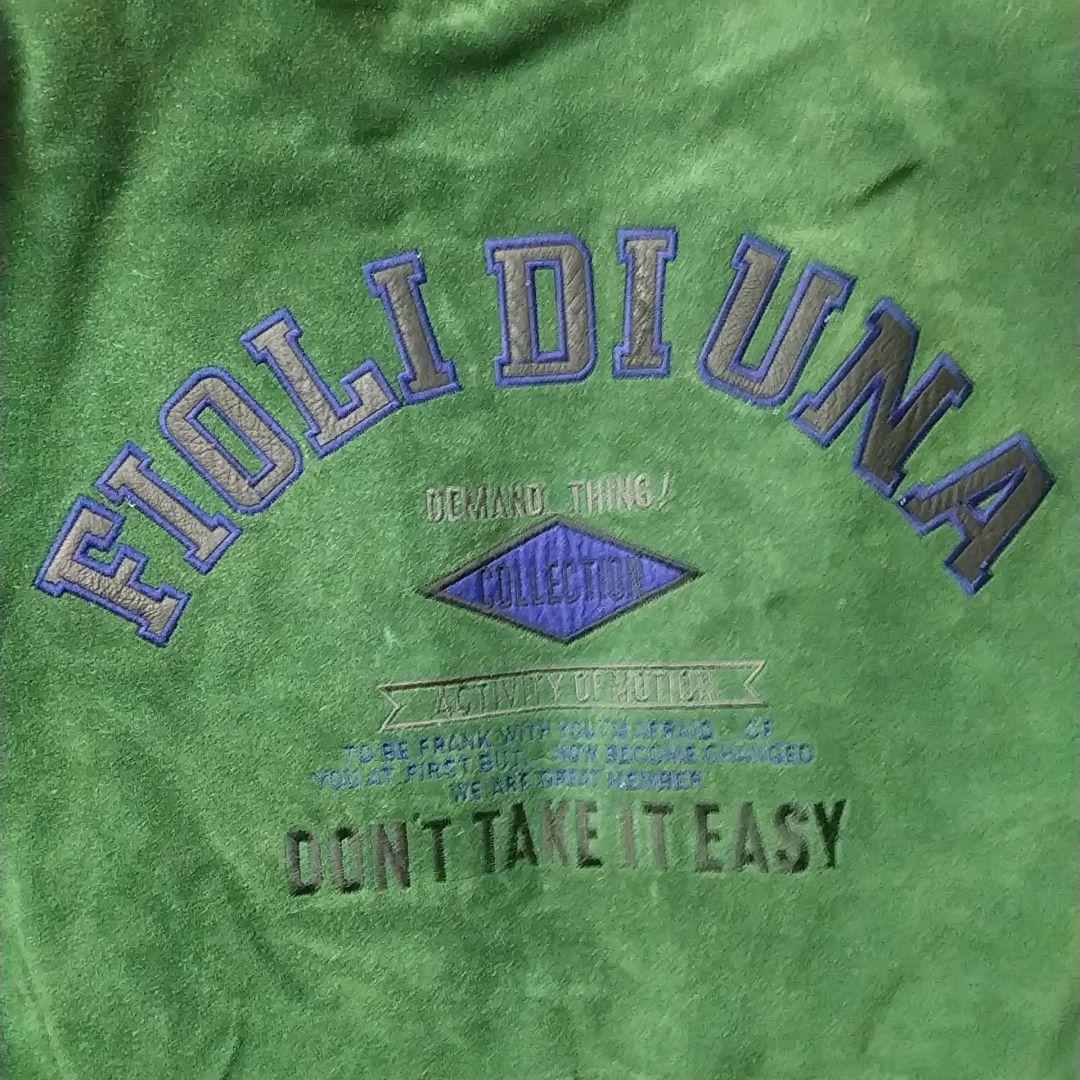 FIOLI DI UNA
DEMAND THING!
COLLECTION
ACTIVITY OF MOTION
TO BE FRANK WITH YOU I'M AFRAID OF
YOU AT FIRST BUT... NOW BECOME CHANGED
WE ARE GREAT MEMBER
DON'T TAKE IT EASY